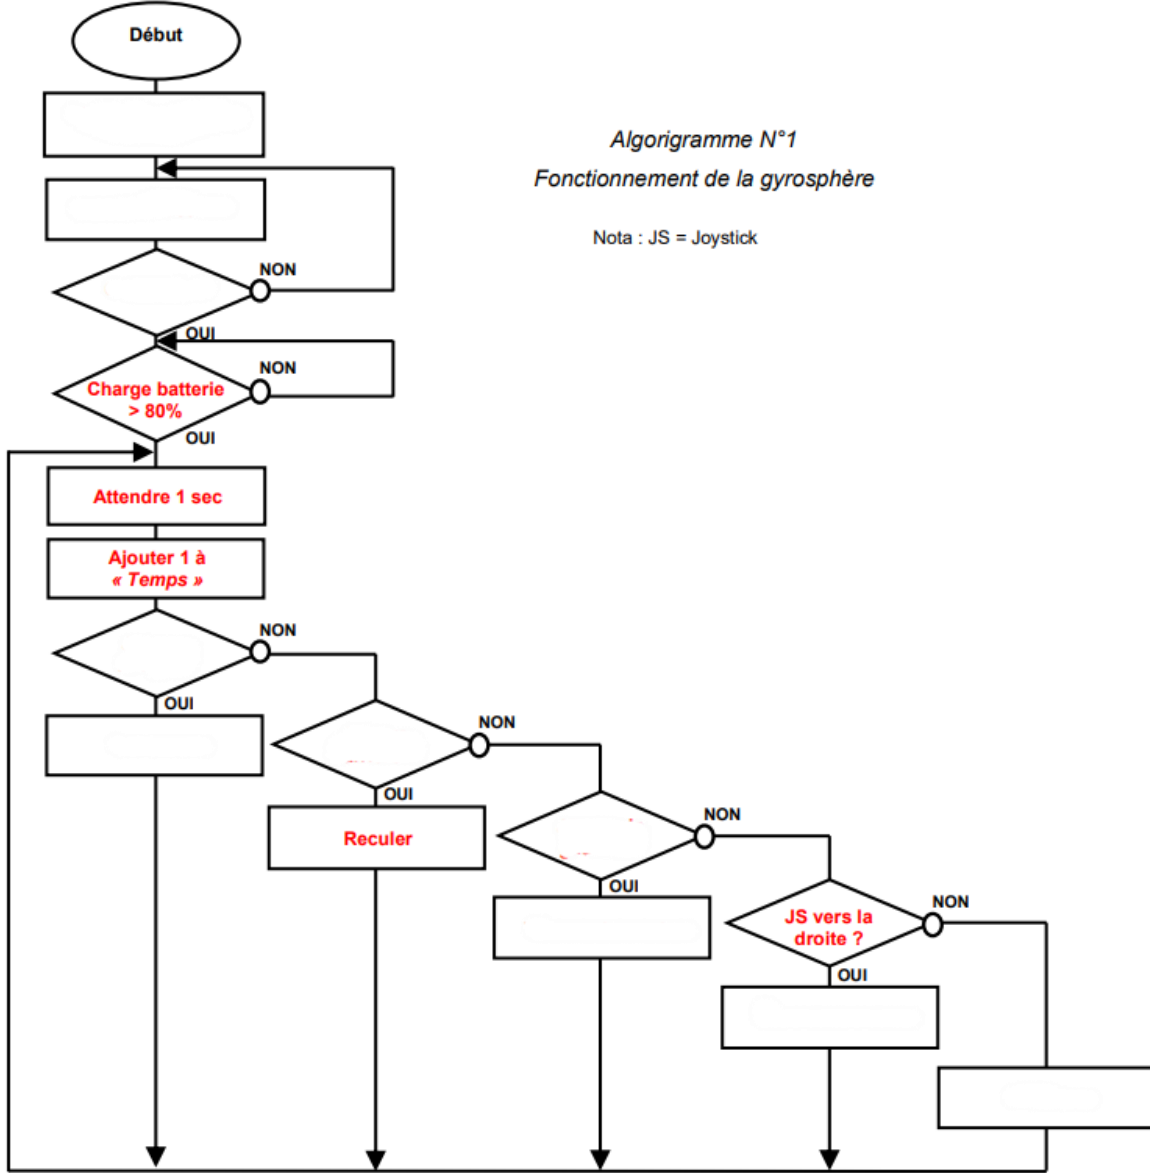 Début
Algorigramme N°1
Fonctionnement de la gyrosphère
Nota : JS = Joystick
NON
OUI
NON
Charge batterie
> 80%
OUI
Attendre 1 sec
Ajouter 1 à
« Temps »
NON
OUI
NON
OUI
Reculer
NON
OUI
NON
JS vers la
droite ?
OUI